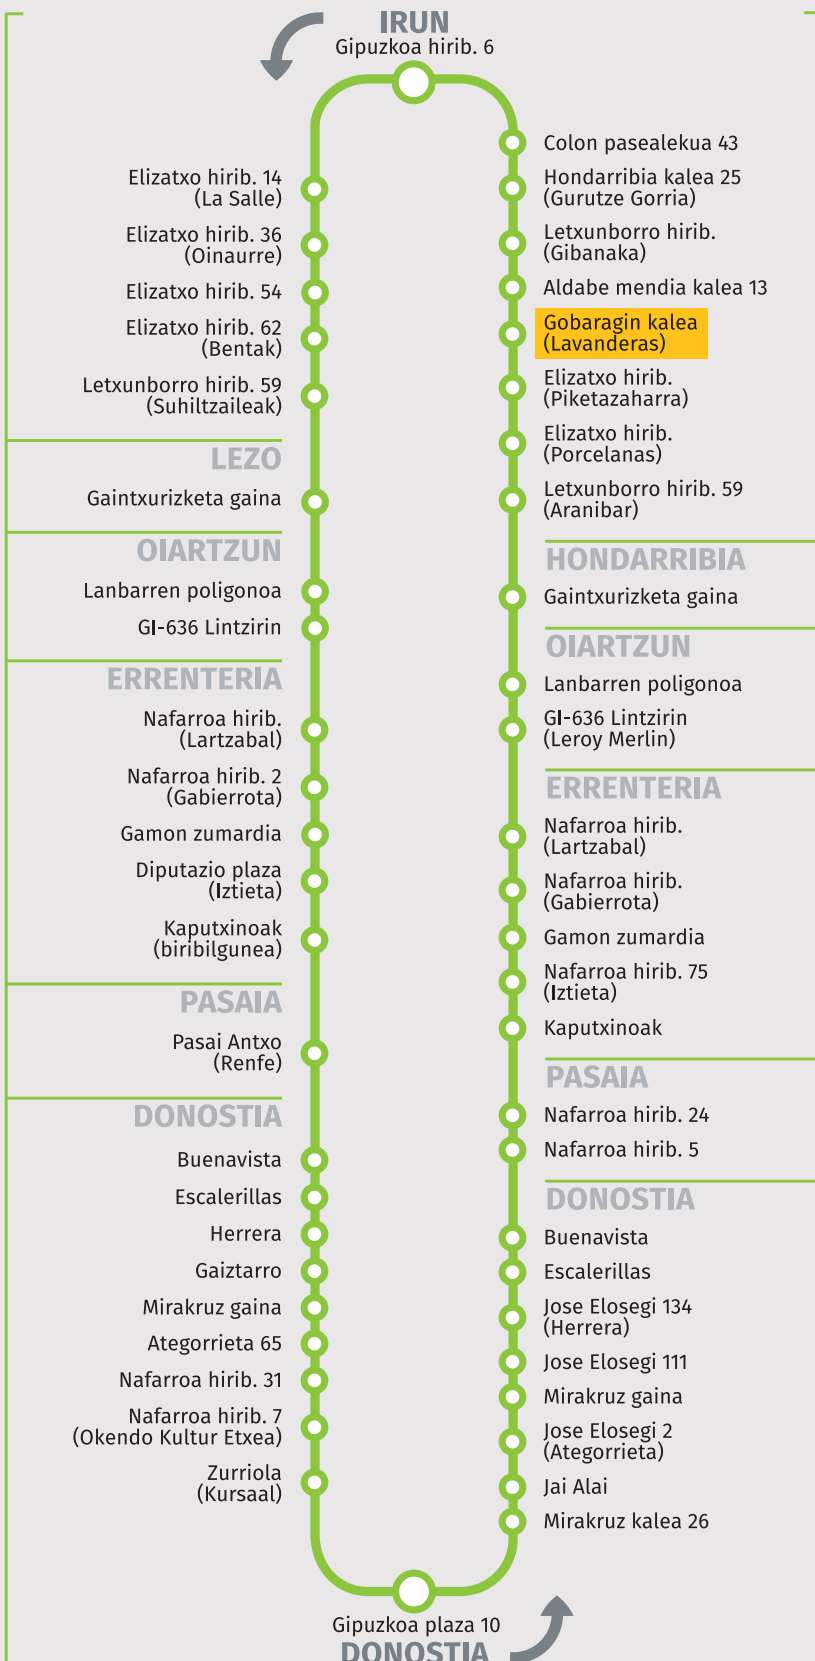 IRUN
Gipuzkoa hirib. 6
Elizatxo hirib. 14
(La Salle)
Elizatxo hirib. 36
(Oinaurre)
Elizatxo hirib. 54
Elizatxo hirib. 62
(Bentak)
Letxunborro hirib. 59
(Suhiltzaileak)
LEZO
Gaintxurizketa gaina
OIARTZUN
Lanbarren poligonoa
GI-636 Lintzirin
ERRENTERIA
Nafarroa hirib.
(Lartzabal)
Nafarroa hirib. 2
(Gabierrota)
Gamon zumardia
Diputazio plaza
(Iztieta)
Kaputxinoak
(biribilgunea)
PASAIA
Pasai Antxo
(Renfe)
DONOSTIA
Buenavista
Escalerillas
Herrera
Gaiztarro
Mirakruz gaina
Ategorrieta 65
Nafarroa hirib. 31
Nafarroa hirib. 7
(Okendo Kultur Etxea)
Zurriola
(Kursaal)
Colon pasealekua 43
Hondarribia kalea 25
(Gurutze Gorria)
Letxunborro hirib.
(Gibanaka)
Aldabe mendia kalea 13
Gobaragin kalea
(Lavanderas)
Elizatxo hirib.
(Piketazaharra)
Elizatxo hirib.
(Porcelanas)
Letxunborro hirib. 59
(Aranibar)
HONDARRIBIA
Gaintxurizketa gaina
OIARTZUN
Lanbarren poligonoa
GI-636 Lintzirin
(Leroy Merlin)
ERRENTERIA
Nafarroa hirib.
(Lartzabal)
Nafarroa hirib.
(Gabierrota)
Gamon zumardia
Nafarroa hirib. 75
(Iztieta)
Kaputxinoak
PASAIA
Nafarroa hirib. 24
Nafarroa hirib. 5
DONOSTIA
Buenavista
Escalerillas
Jose Elosegi 134
(Herrera)
Jose Elosegi 111
Mirakruz gaina
Jose Elosegi 2
(Ategorrieta)
Jai Alai
Mirakruz kalea 26
Gipuzkoa plaza 10
DONOSTIA